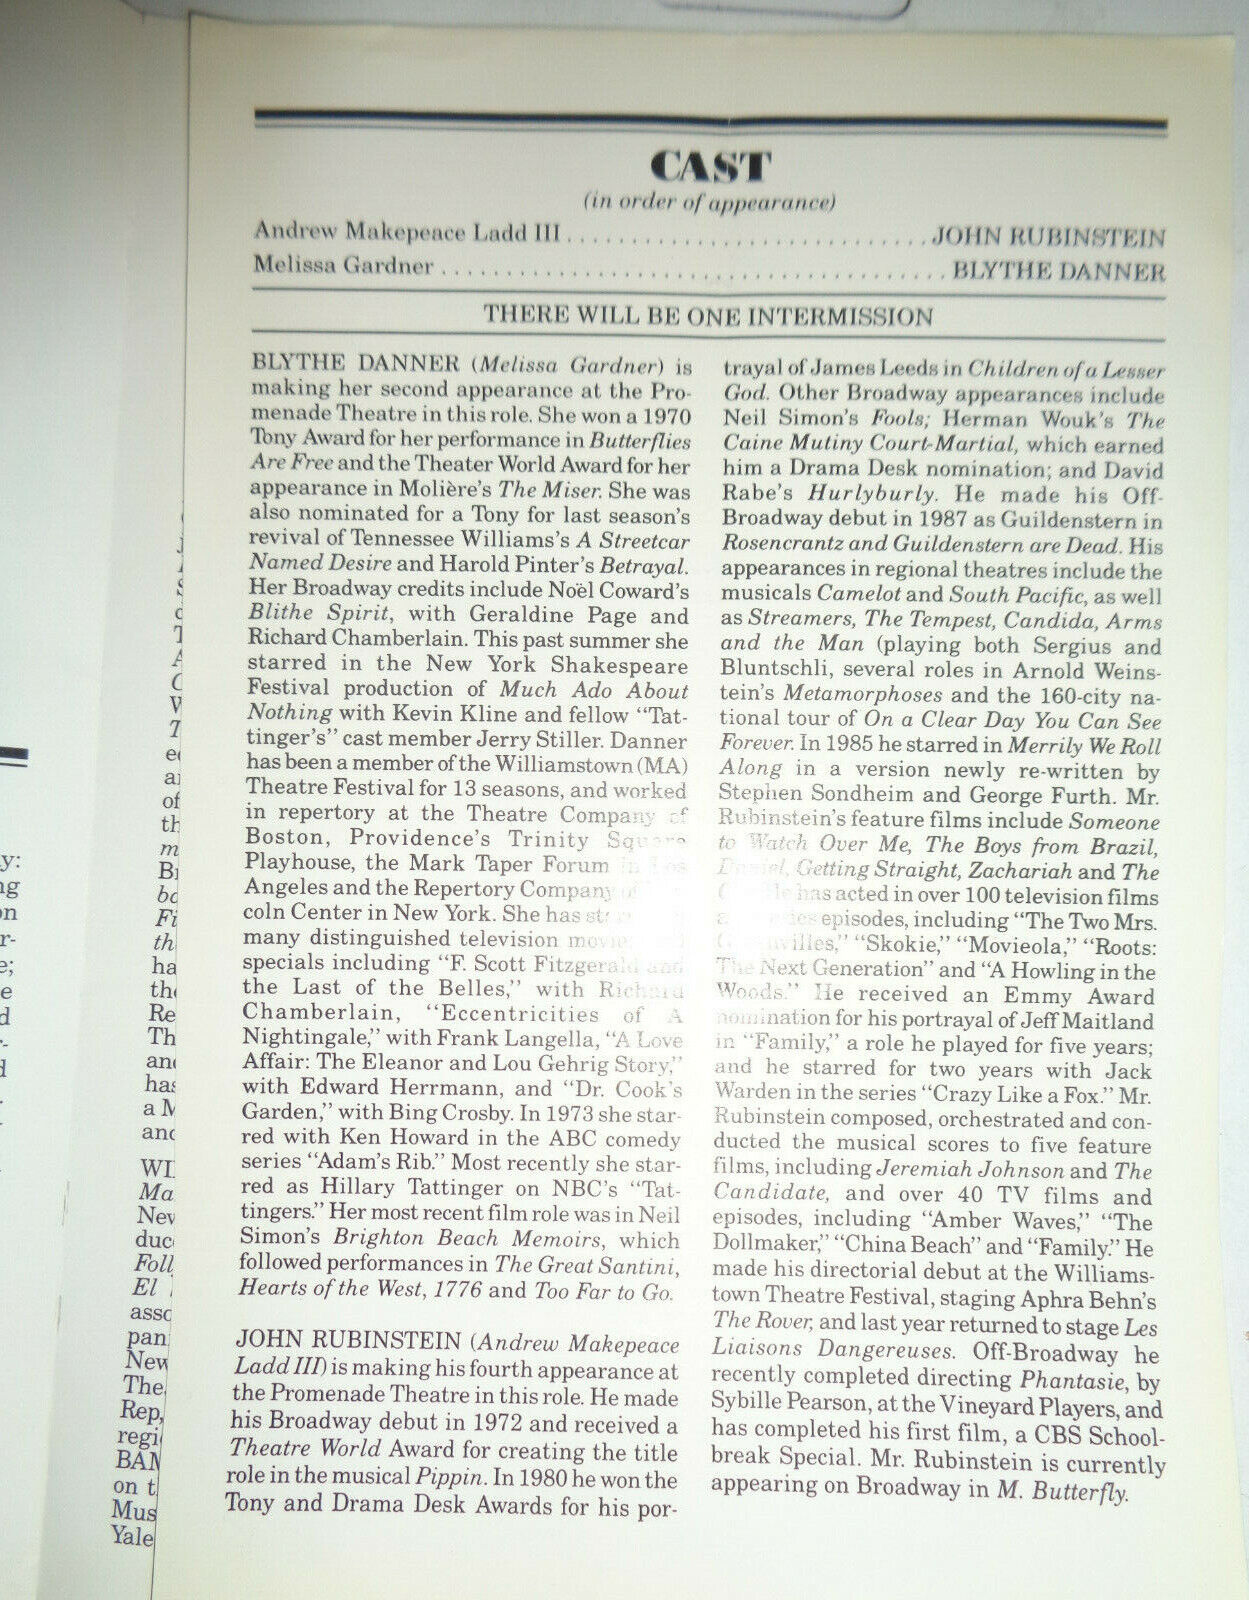 CAST
(in order of appearance)
Andrew Makepeace Ladd III ............................ JOHN RUBINSTEIN
Melissa Gardner ....................................... BLYTHE DANNER
THERE WILL BE ONE INTERMISSION
BLYTHE DANNER (Melissa Gardner) is
making her second appearance at the Pro-
menade Theatre in this role. She won a 1970
Tony Award for her performance in Butterflies
Are Free and the Theater World Award for her
appearance in Molière's The Miser. She was
also nominated for a Tony for last season's
revival of Tennessee Williams's A Streetcar
Named Desire and Harold Pinter's Betrayal.
Her Broadway credits include Noël Coward's
Blithe Spirit, with Geraldine Page and
Richard Chamberlain. This past summer she
starred in the New York Shakespeare
Festival production of Much Ado About
Nothing with Kevin Kline and fellow "Tat-
tinger's" cast member Jerry Stiller. Danner
has been a member of the Williamstown (MA)
Theatre Festival for 13 seasons, and worked
in repertory at the Theatre Company of
Boston, Providence's Trinity Square
Playhouse, the Mark Taper Forum in Los
Angeles and the Repertory Company
coln Center in New York. She has
many distinguished television
specials including "F. Scott Fitzgerald and
the Last of the Belles," with Richard
Chamberlain, "Eccentricities of A
Nightingale," with Frank Langella, "A Love
Affair: The Eleanor and Lou Gehrig Story,"
with Edward Herrmann, and "Dr. Cook's
Garden," with Bing Crosby. In 1973 she star-
red with Ken Howard in the ABC comedy
series "Adam's Rib." Most recently she star-
red as Hillary Tattinger on NBC's "Tat-
tingers." Her most recent film role was in Neil
Simon's Brighton Beach Memoirs, which
followed performances in The Great Santini,
Hearts of the West, 1776 and Too Far to Go.
JOHN RUBINSTEIN (Andrew Makepeace
Ladd III) is making his fourth appearance at
the Promenade Theatre in this role. He made
his Broadway debut in 1972 and received a
Theatre World Award for creating the title
role in the musical Pippin. In 1980 he won the
Tony and Drama Desk Awards for his por-
trayal of James Leeds in Children of a Lesser
God. Other Broadway appearances include
Neil Simon's Fools; Herman Wouk's The
Caine Mutiny Court-Martial, which earned
him a Drama Desk nomination; and David
Rabe's Hurlyburly. He made his Off-
Broadway debut in 1987 as Guildenstern in
Rosencrantz and Guildenstern are Dead. His
appearances in regional theatres include the
musicals Camelot and South Pacific, as well
as Streamers, The Tempest, Candida, Arms
and the Man (playing both Sergius and
Bluntschli, several roles in Arnold Weins-
tein's Metamorphoses and the 160-city na-
tional tour of On a Clear Day You Can See
Forever. In 1985 he starred in Merrily We Roll
Along in a version newly re-written by
Stephen Sondheim and George Furth. Mr.
Rubinstein's feature films include Someone
to Watch Over Me, The Boys from Brazil,
Daniel, Getting Straight, Zachariah and The
He has acted in over 100 television films
episodes, including "The Two Mrs.
Grenvilles," "Skokie," "Movieola," "Roots:
The Next Generation" and "A Howling in the
Woods." He received an Emmy Award
nomination for his portrayal of Jeff Maitland
in "Family," a role he played for five years;
and he starred for two years with Jack
Warden in the series "Crazy Like a Fox." Mr.
Rubinstein composed, orchestrated and con-
ducted the musical scores to five feature
films, including Jeremiah Johnson and The
Candidate, and over 40 TV films and
episodes, including "Amber Waves," "The
Dollmaker," "China Beach" and "Family." He
made his directorial debut at the Williams-
town Theatre Festival, staging Aphra Behn's
The Rover, and last year returned to stage Les
Liaisons Dangereuses. Off-Broadway he
recently completed directing Phantasie, by
Sybille Pearson, at the Vineyard Players, and
has completed his first film, a CBS School-
break Special. Mr. Rubinstein is currently
appearing on Broadway in M. Butterfly.